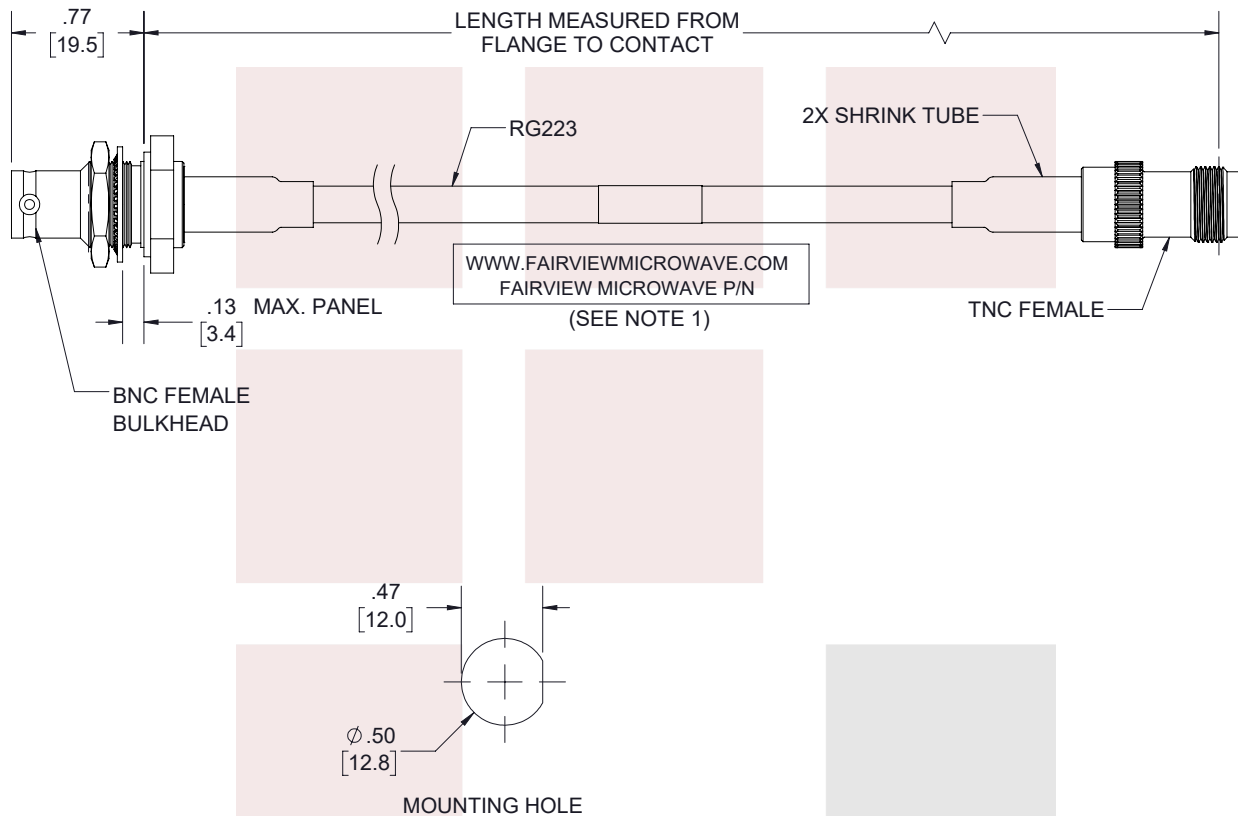 .77
[19.5]
LENGTH MEASURED FROM
FLANGE TO CONTACT
RG223
2X SHRINK TUBE
WWW.FAIRVIEWMICROWAVE.COM
FAIRVIEW MICROWAVE P/N
(SEE NOTE 1)
.13 MAX. PANEL
[3.4]
TNC FEMALE
BNC FEMALE
BULKHEAD
.47
[12.0]
∅.50
[12.8]
MOUNTING HOLE